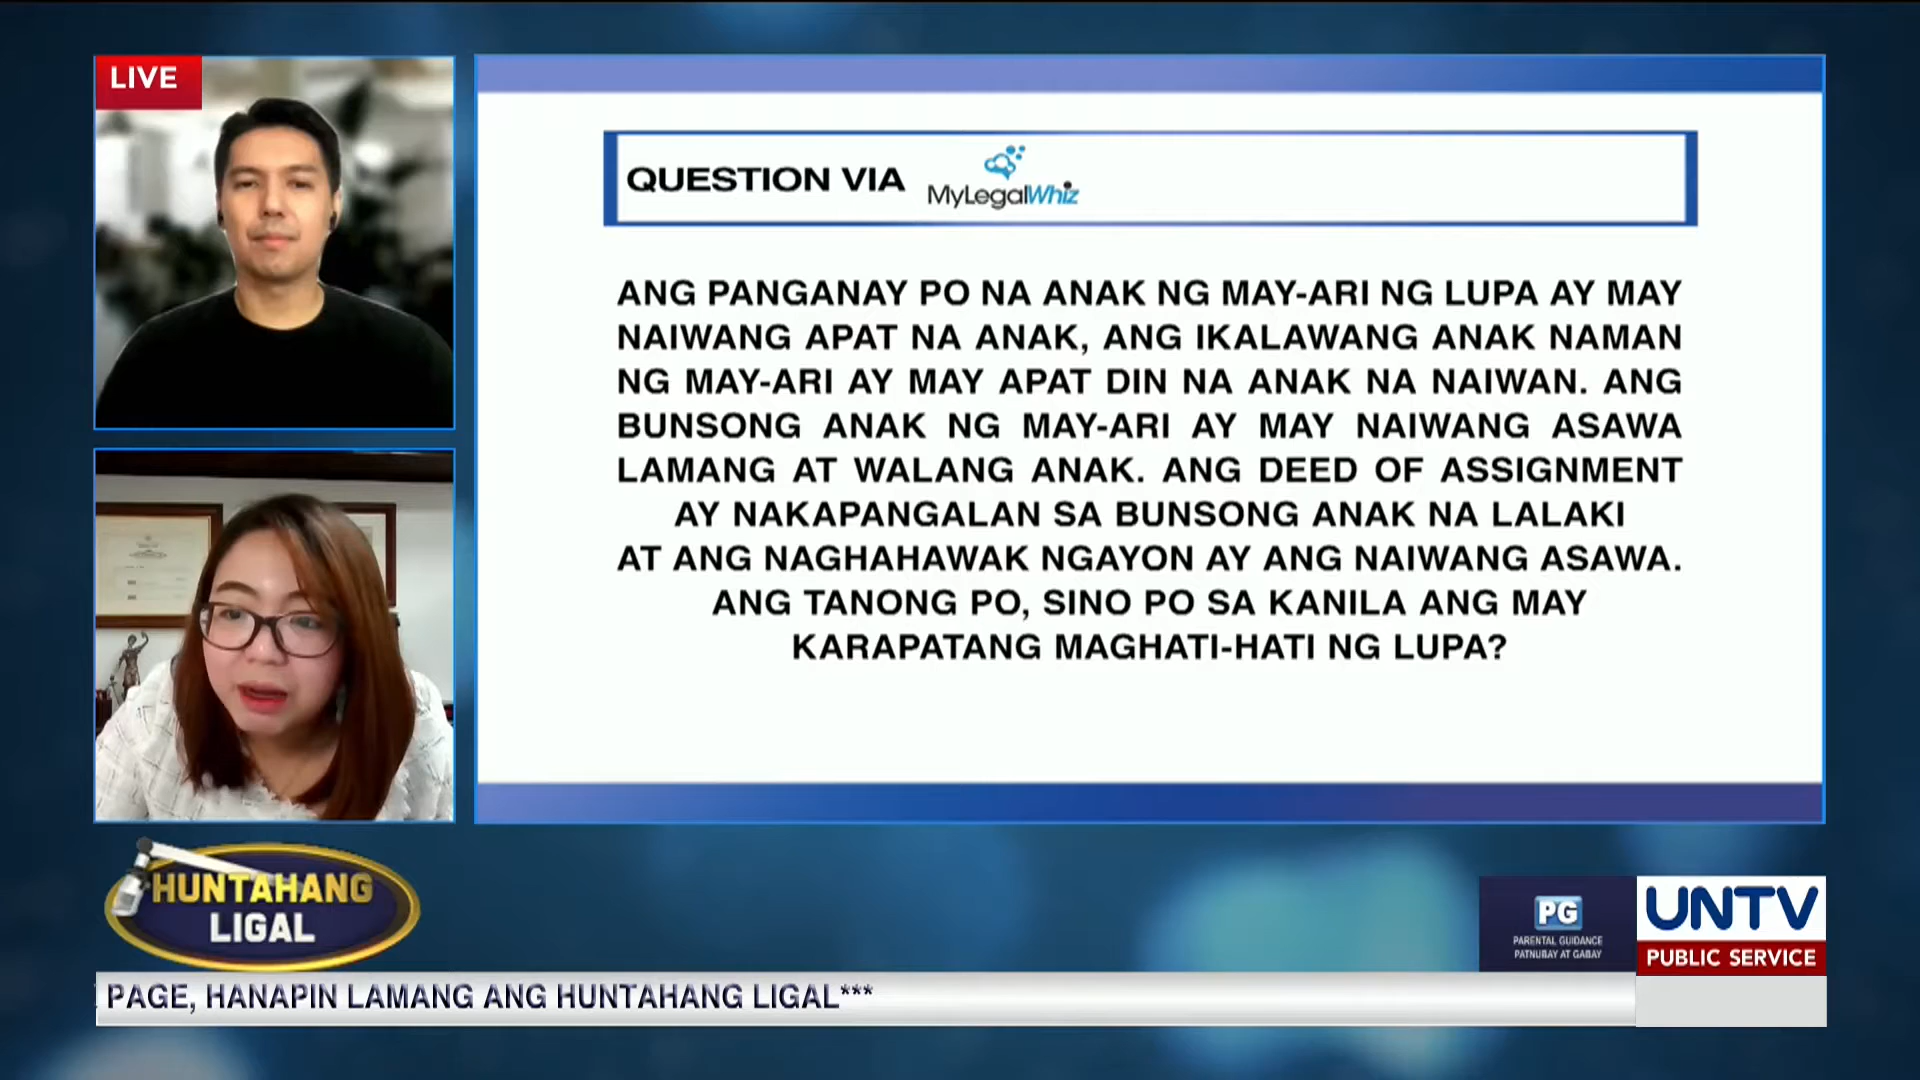 LIVE
QUESTION VIA MyLegalWhiz
ANG PANGANAY PO NA ANAK NG MAY-ARI NG LUPA AY MAY
NAIWANG APAT NA ANAK, ANG IKALAWANG ANAK NAMAN
NG MAY-ARI AY MAY APAT DIN NA ANAK NA NAIWAN. ANG
BUNSONG ANAK NG MAY-ARI AY MAY NAIWANG ASAWA
LAMANG AT WALANG ANAK. ANG DEED OF ASSIGNMENT
AY NAKAPANGALAN SA BUNSONG ANAK NA LALAKI
AT ANG NAGHAHAWAK NGAYON AY ANG NAIWANG ASAWA.
ANG TANONG PO, SINO PO SA KANILA ANG MAY
KARAPATANG MAGHATI-HATI NG LUPA?
HUNTAHANG
LIGAL
PG
PARENTAL GUIDANCE
PATNUBAY AT GABAY
UNTV
PUBLIC SERVICE
PAGE, HANAPIN LAMANG ANG HUNTAHANG LIGAL***